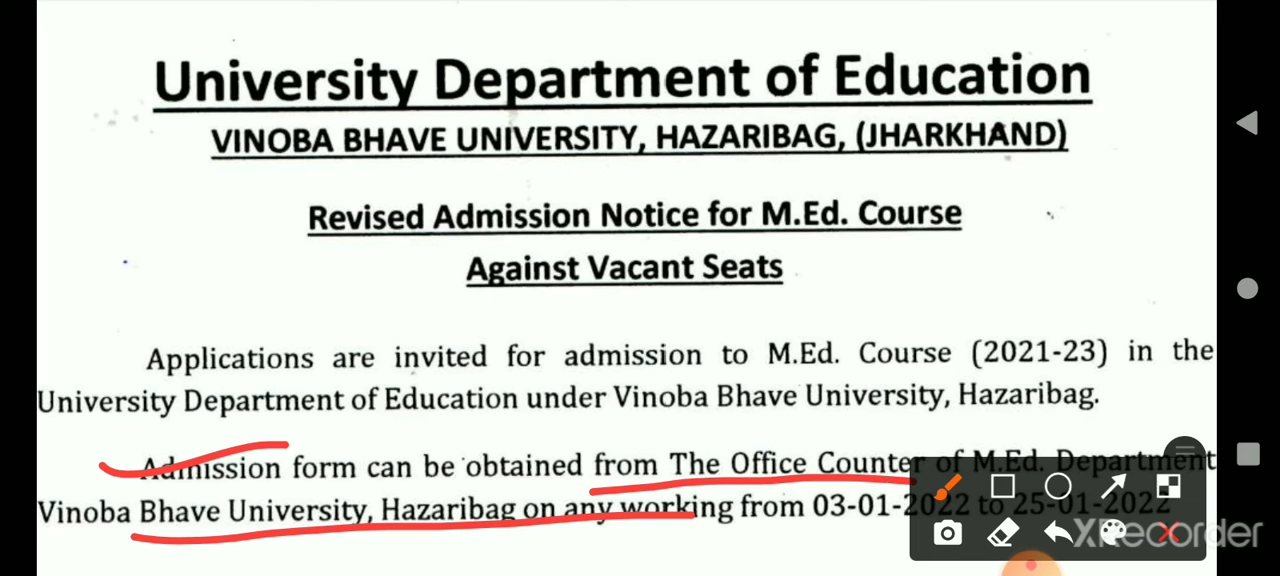 University Department of Education
VINOBA BHAVE UNIVERSITY, HAZARIBAG, (JHARKHAND)
Revised Admission Notice for M.Ed. Course
Against Vacant Seats
Applications are invited for admission to M.Ed. Course (2021-23) in the
University Department of Education under Vinoba Bhave University, Hazaribag.
Admission form can be obtained from The Office Counter of M.Ed. Department
Vinoba Bhave University, Hazaribag on any working from 03-01-2022 to 25-01-2022
XRecorder